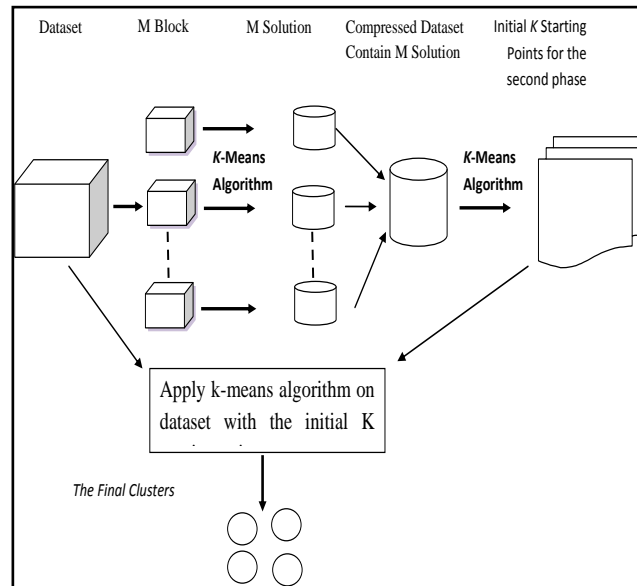 Dataset
M Block
M Solution
Compressed Dataset
Contain M Solution
Initial K Starting
Points for the
second phase
K-Means
Algorithm
K-Means
Algorithm
Apply k-means algorithm on
dataset with the initial K
The Final Clusters